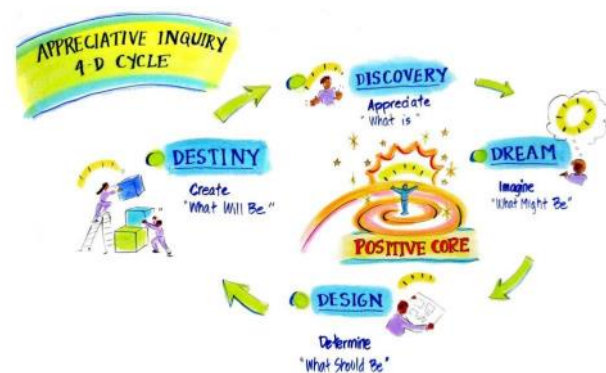 APPRECIATIVE INQUIRY
4-D CYCLE
DISCOVERY
Appreciate
"What is"
DREAM
Imagine
"What Might Be"
DESTINY
Create
"What Will Be"
POSITIVE CORE
DESIGN
Determine
"What Should Be"